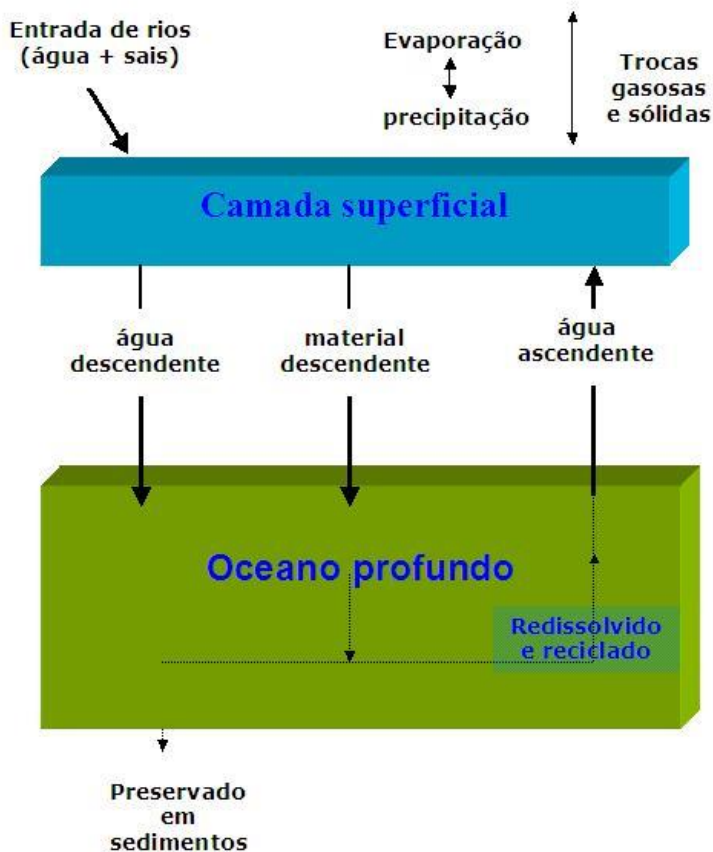 Entrada de rios
(água + sais)
Evaporação
precipitação
Trocas
gasosas
e sólidas
Camada superficial
água
descendente
material
descendente
água
ascendente
Oceano profundo
Redissolvido
e reciclado
Preservado
em
sedimentos